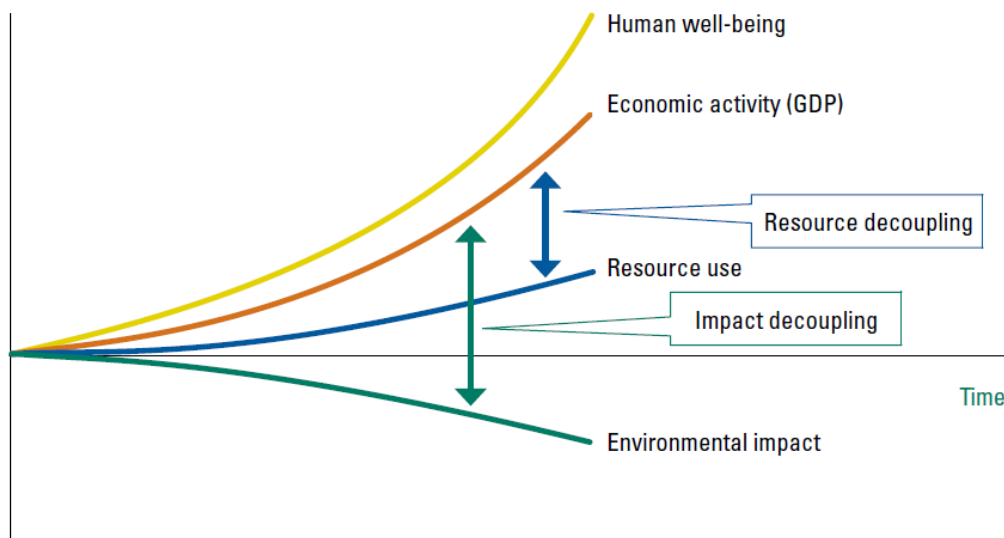 Human well-being
Economic activity (GDP)
Resource decoupling
Resource use
Impact decoupling
Time
Environmental impact